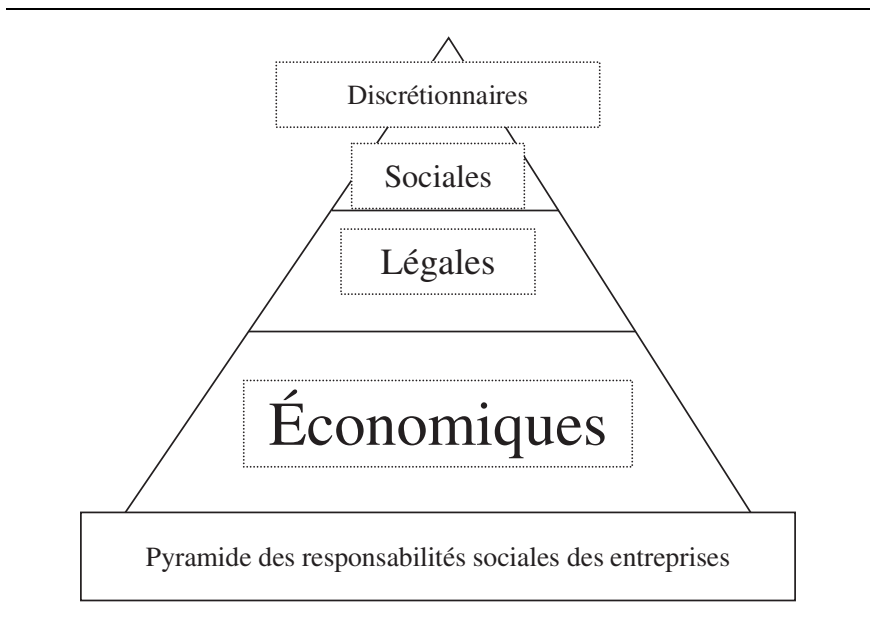 Discrétionnaires
Sociales
Légales
Économiques
Pyramide des responsabilités sociales des entreprises